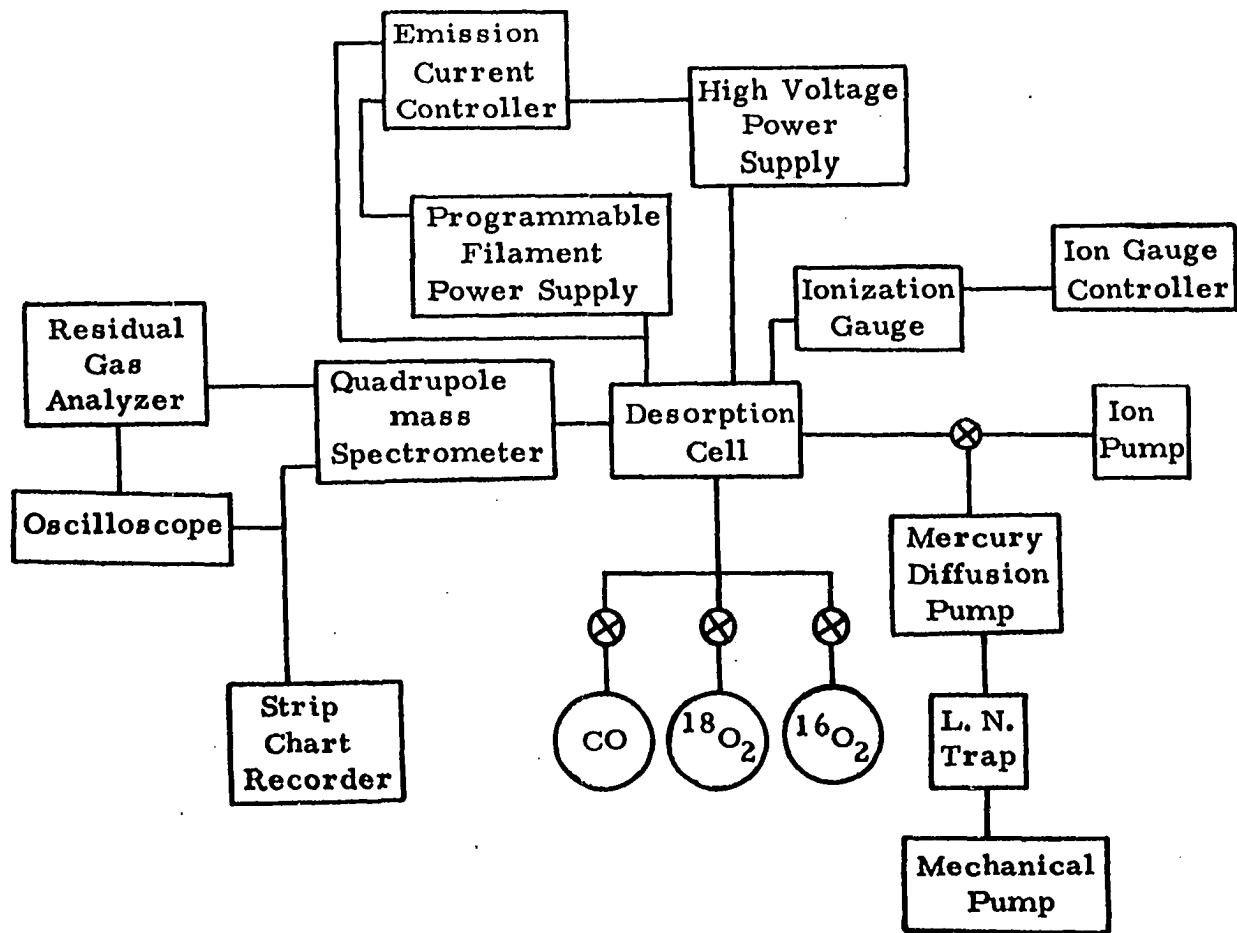 Emission
Current
Controller
High Voltage
Power
Supply
Programmable
Filament
Power Supply
Ion Gauge
Controller
Ionization
Gauge
Residual
Gas
Analyzer
Quadrupole
mass
Spectrometer
Desorption
Cell
Ion
Pump
Oscilloscope
Mercury
Diffusion
Pump
Strip
Chart
Recorder
CO
¹⁸O₂
¹⁶O₂
L. N.
Trap
Mechanical
Pump